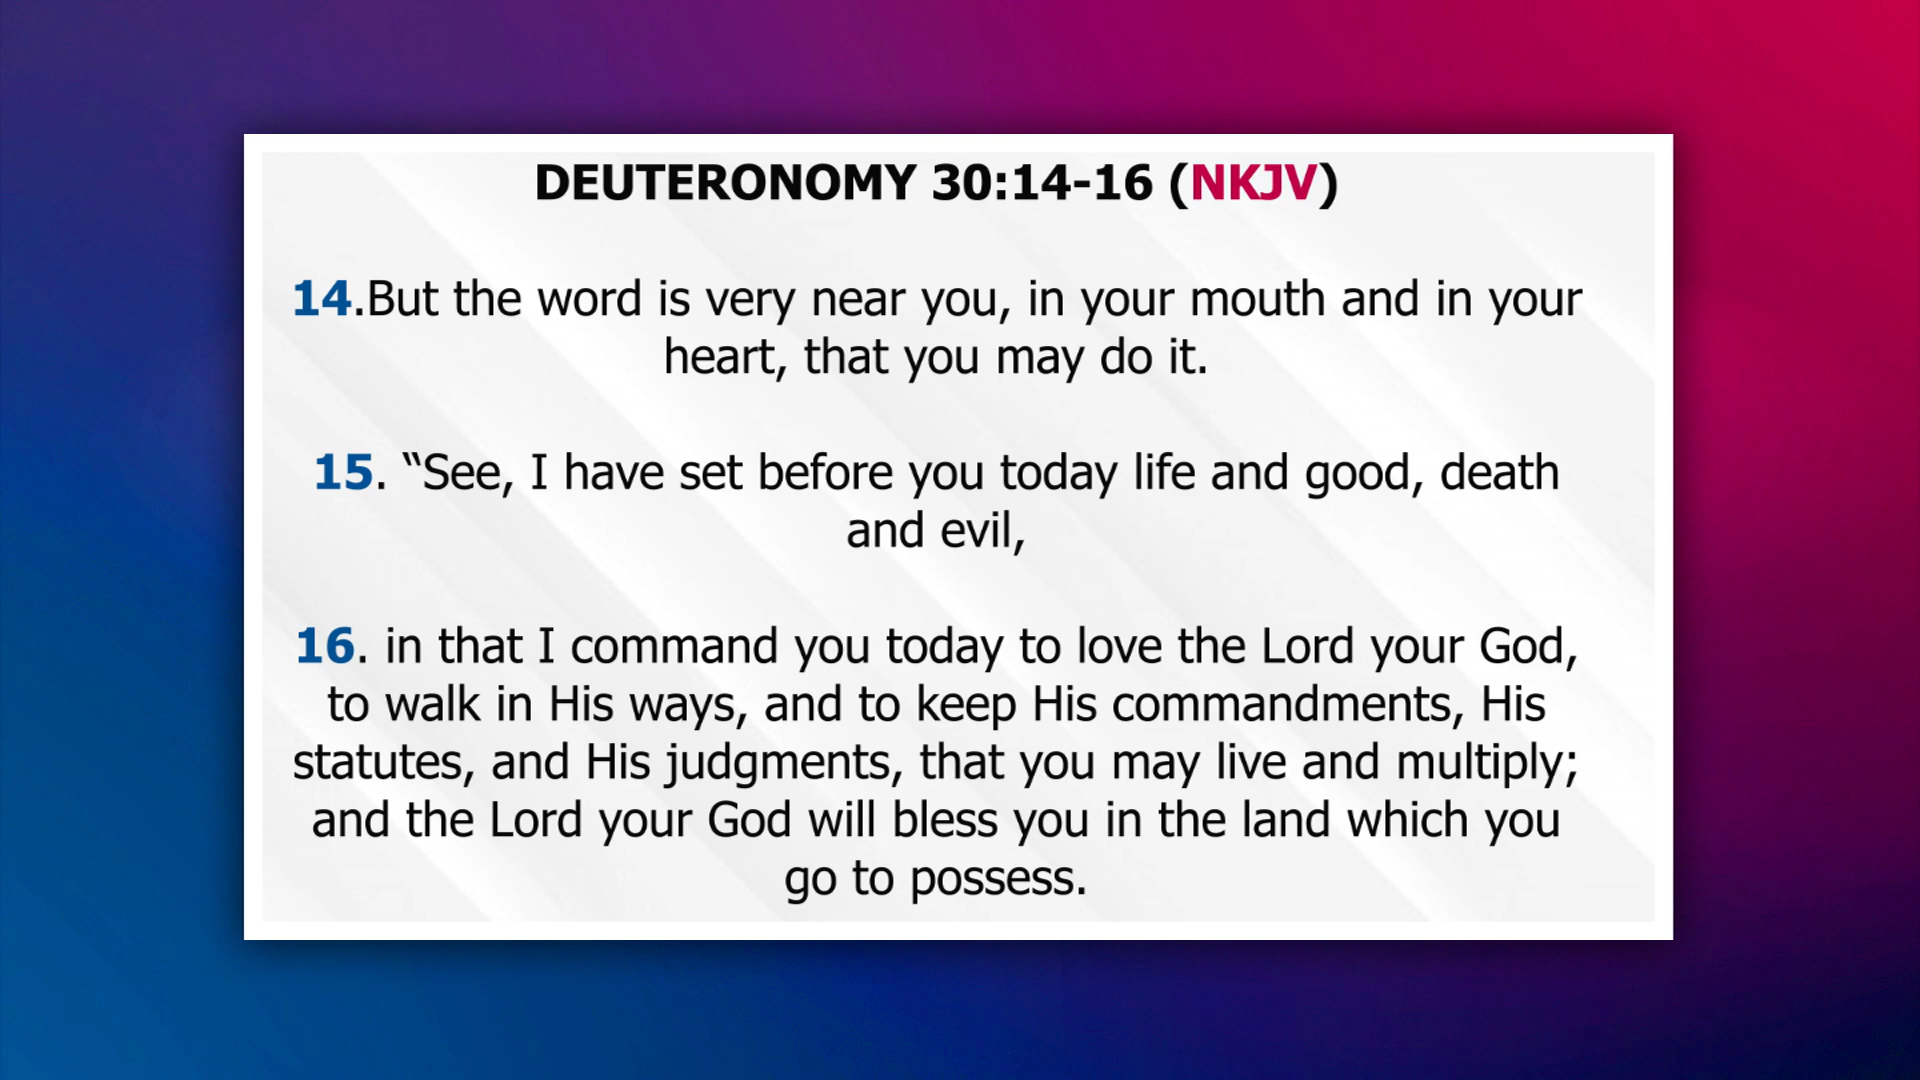 DEUTERONOMY 30:14-16 (NKJV)
14.But the word is very near you, in your mouth and in your
heart, that you may do it.
15. “See, I have set before you today life and good, death
and evil,
16. in that I command you today to love the Lord your God,
to walk in His ways, and to keep His commandments, His
statutes, and His judgments, that you may live and multiply;
and the Lord your God will bless you in the land which you
go to possess.